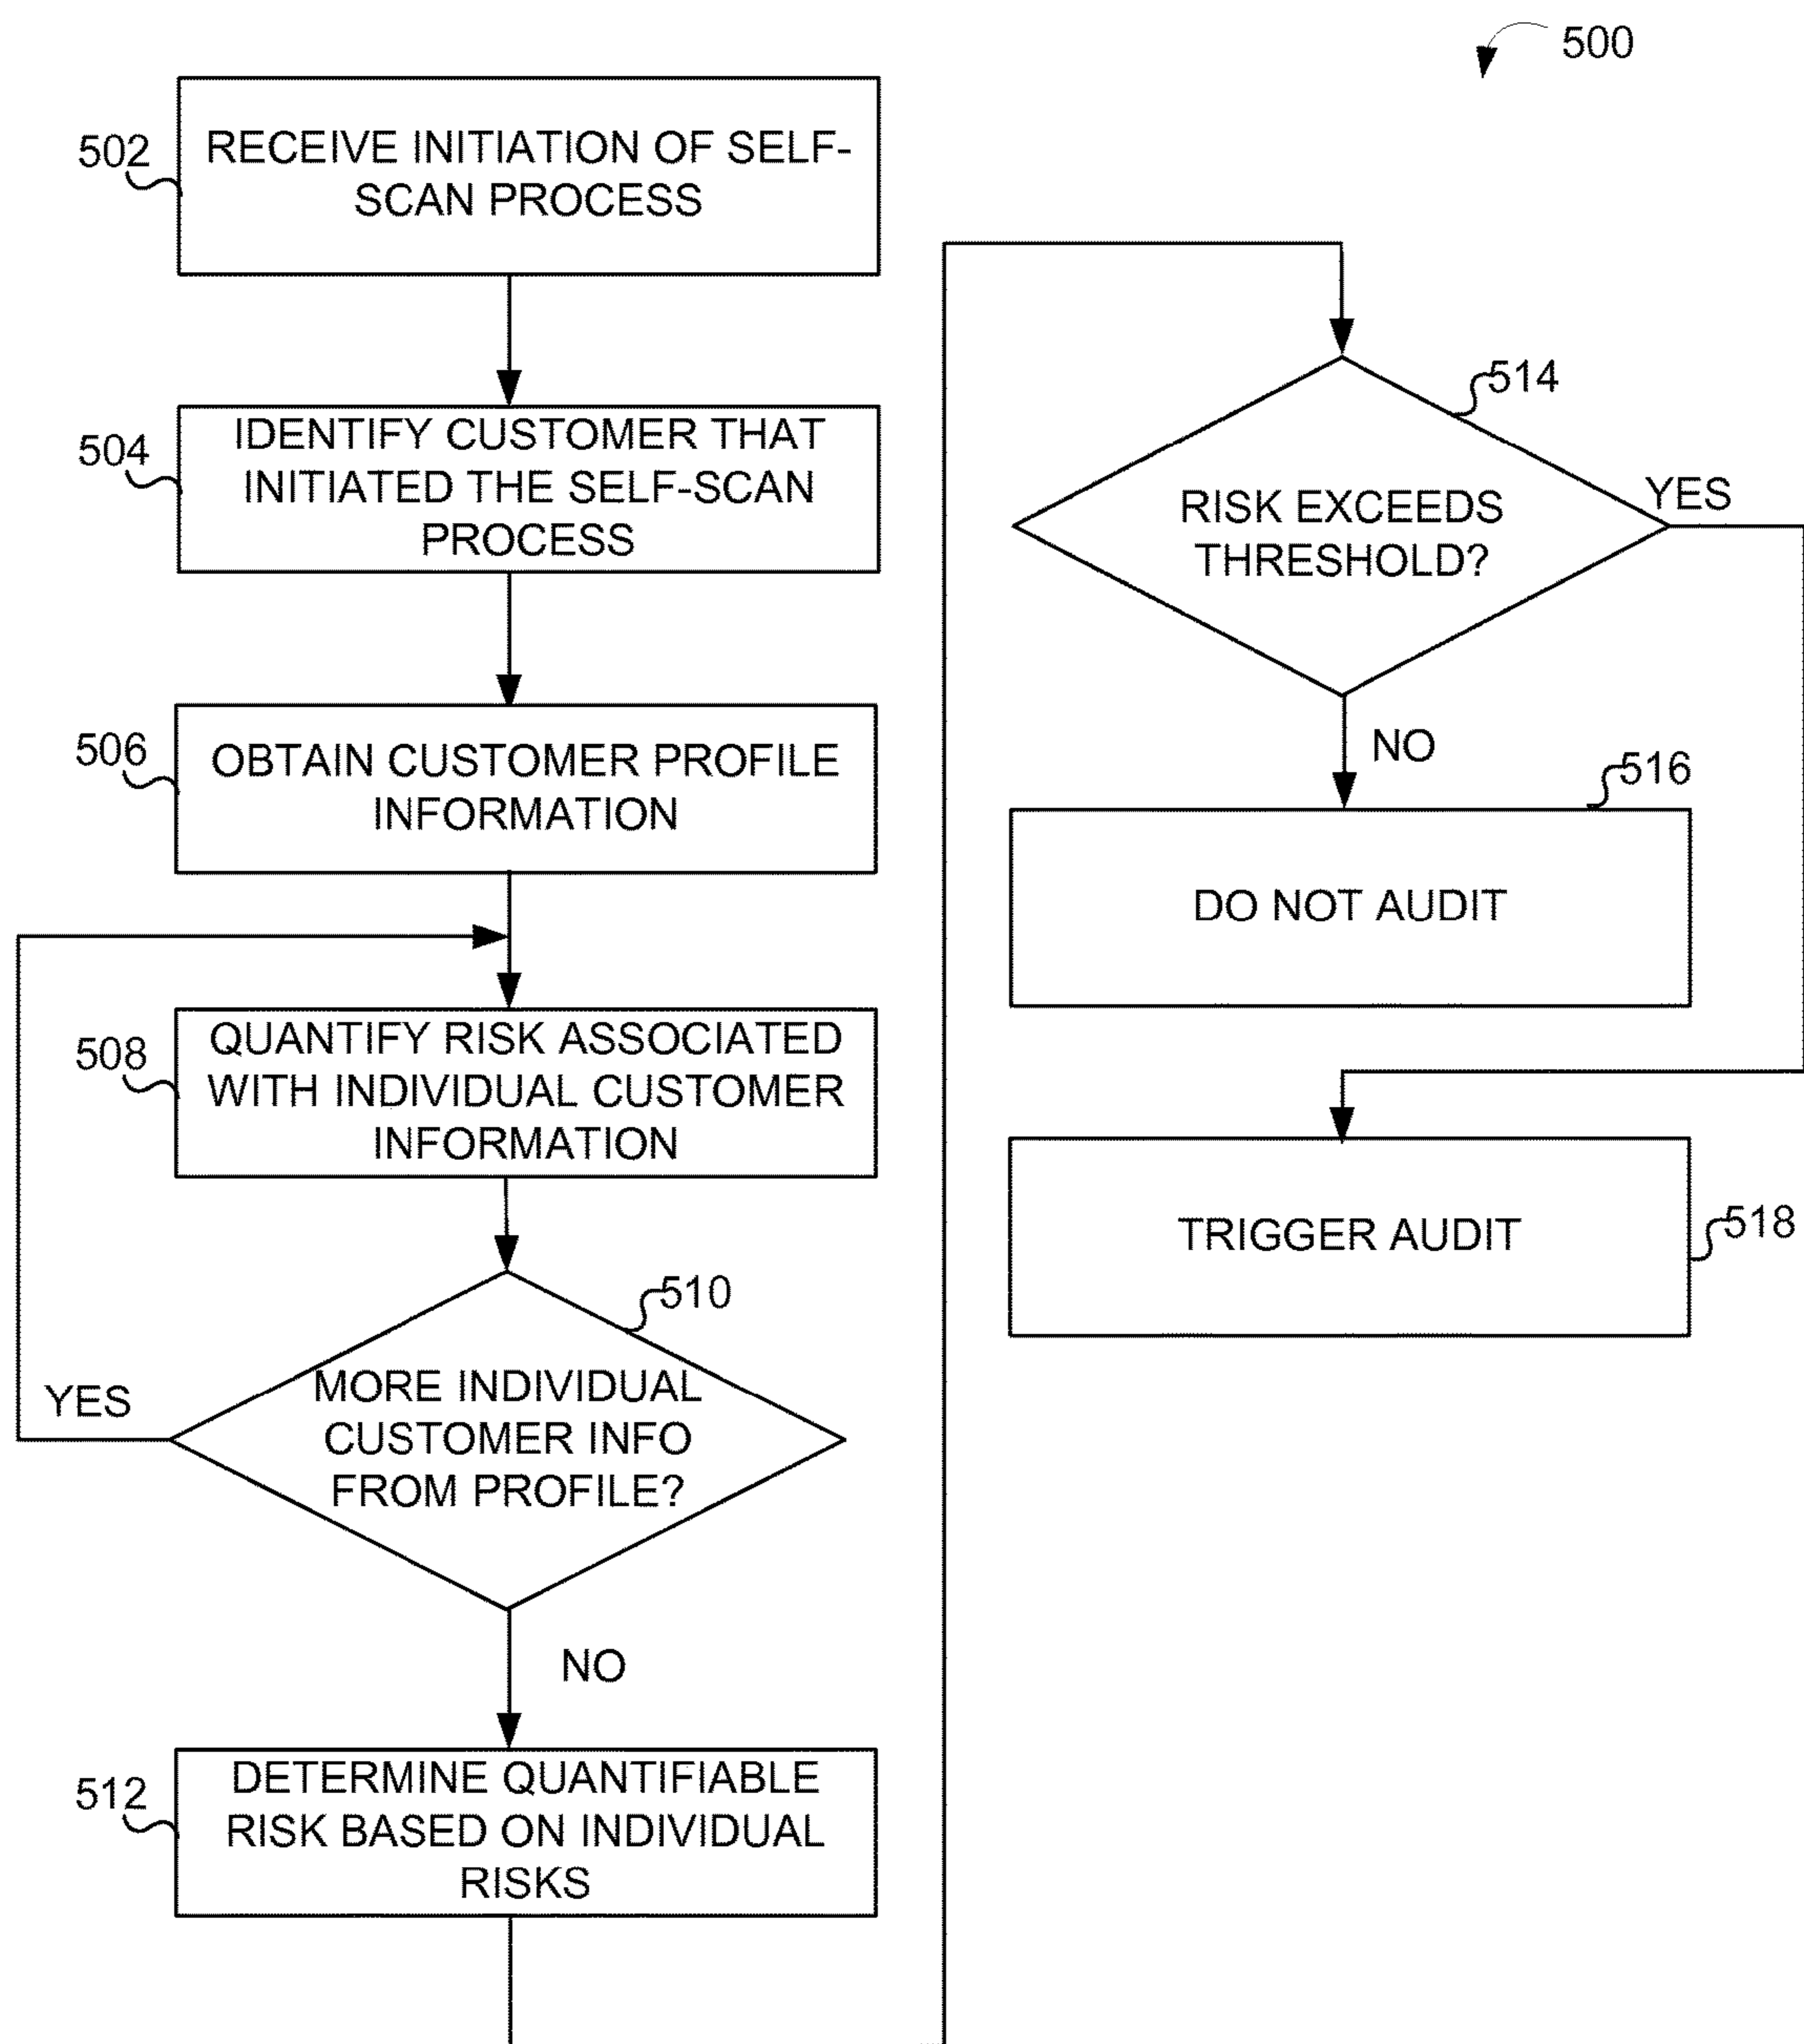 500
502
RECEIVE INITIATION OF SELF-
SCAN PROCESS
504
IDENTIFY CUSTOMER THAT
INITIATED THE SELF-SCAN
PROCESS
506
OBTAIN CUSTOMER PROFILE
INFORMATION
508
QUANTIFY RISK ASSOCIATED
WITH INDIVIDUAL CUSTOMER
INFORMATION
510
MORE INDIVIDUAL
CUSTOMER INFO
FROM PROFILE?
YES
NO
512
DETERMINE QUANTIFIABLE
RISK BASED ON INDIVIDUAL
RISKS
514
RISK EXCEEDS
THRESHOLD?
YES
NO
516
DO NOT AUDIT
TRIGGER AUDIT
518